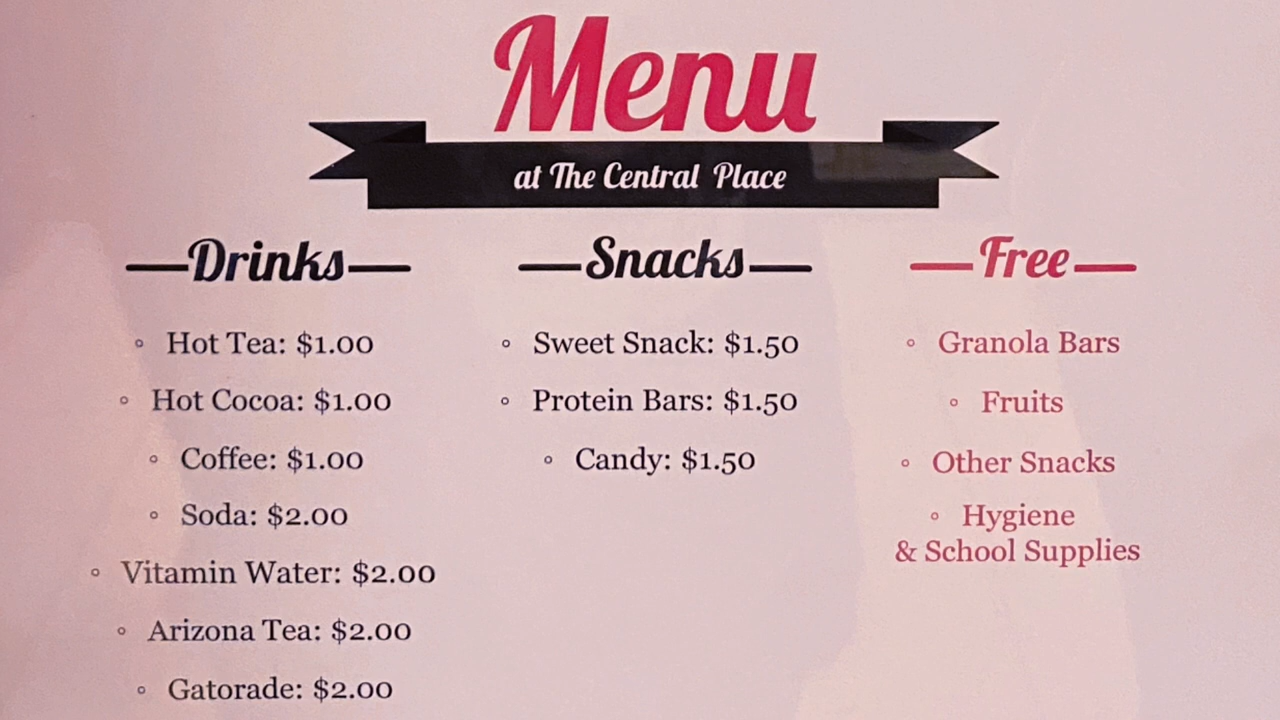 Menu
at The Central Place
Drinks
◦ Hot Tea: $1.00
◦ Hot Cocoa: $1.00
◦ Coffee: $1.00
◦ Soda: $2.00
◦ Vitamin Water: $2.00
◦ Arizona Tea: $2.00
◦ Gatorade: $2.00
Snacks
◦ Sweet Snack: $1.50
◦ Protein Bars: $1.50
◦ Candy: $1.50
Free
◦ Granola Bars
◦ Fruits
◦ Other Snacks
◦ Hygiene
& School Supplies